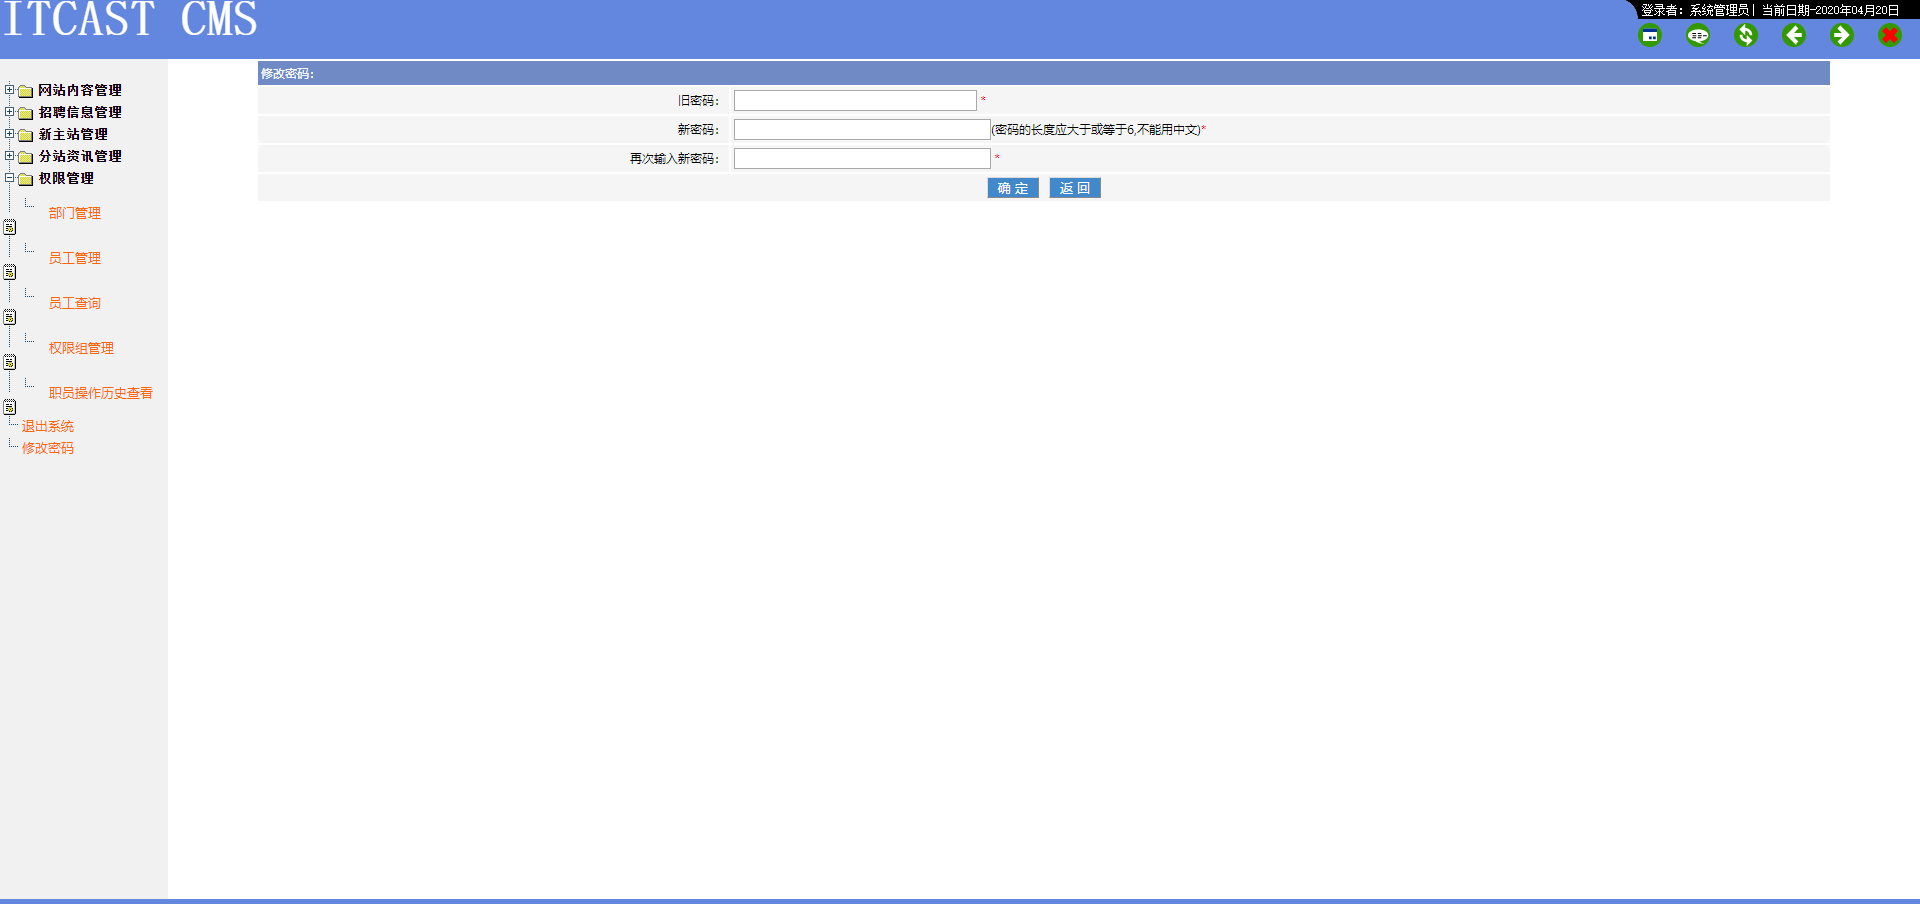 ITCAST CMS
登录者：系统管理员 | 当前日期-2020年04月20日
网站内容管理
招聘信息管理
新主站管理
分站资讯管理
权限管理
部门管理
员工管理
员工查询
权限组管理
职员操作历史查看
退出系统
修改密码
修改密码：
旧密码： *
新密码： (密码的长度应大于或等于6,不能用中文)*
再次输入新密码： *
确 定 返 回